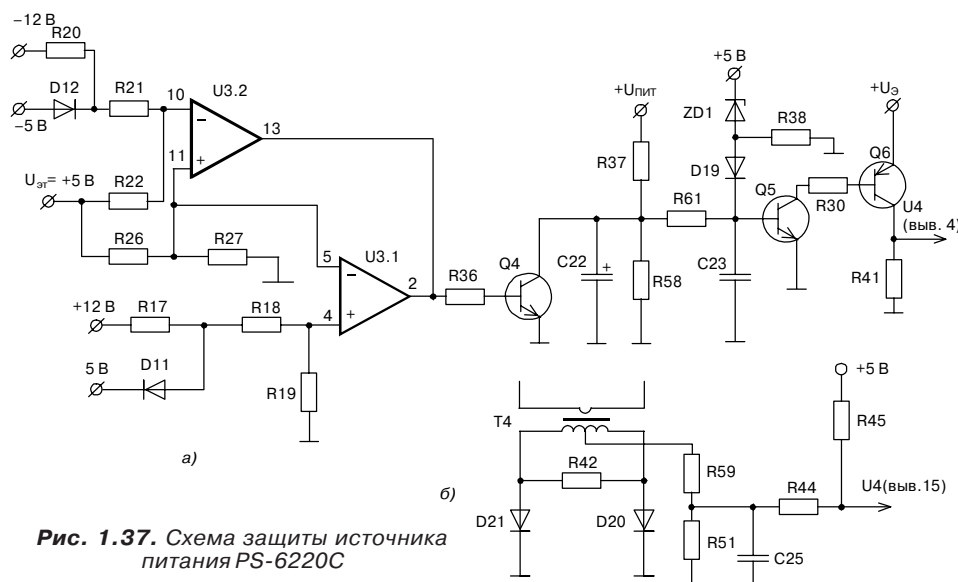 −12 В
R20
D12
−5 В
R21
10
U3.2
13
11
Uэт= +5 В
R22
R26
R27
+12 В
R17
R18
5 В
D11
R19
5
U3.1
2
4
R36
Q4
+Uпит
R37
C22
+
R58
R61
+5 В
ZD1
R38
D19
C23
Q5
R30
+Uэ
Q6
U4
(выв. 4)
R41
а)
T4
R42
D21
D20
б)
R59
R51
C25
R44
+5 В
R45
U4(выв.15)
Рис. 1.37. Схема защиты источника
питания PS-6220C